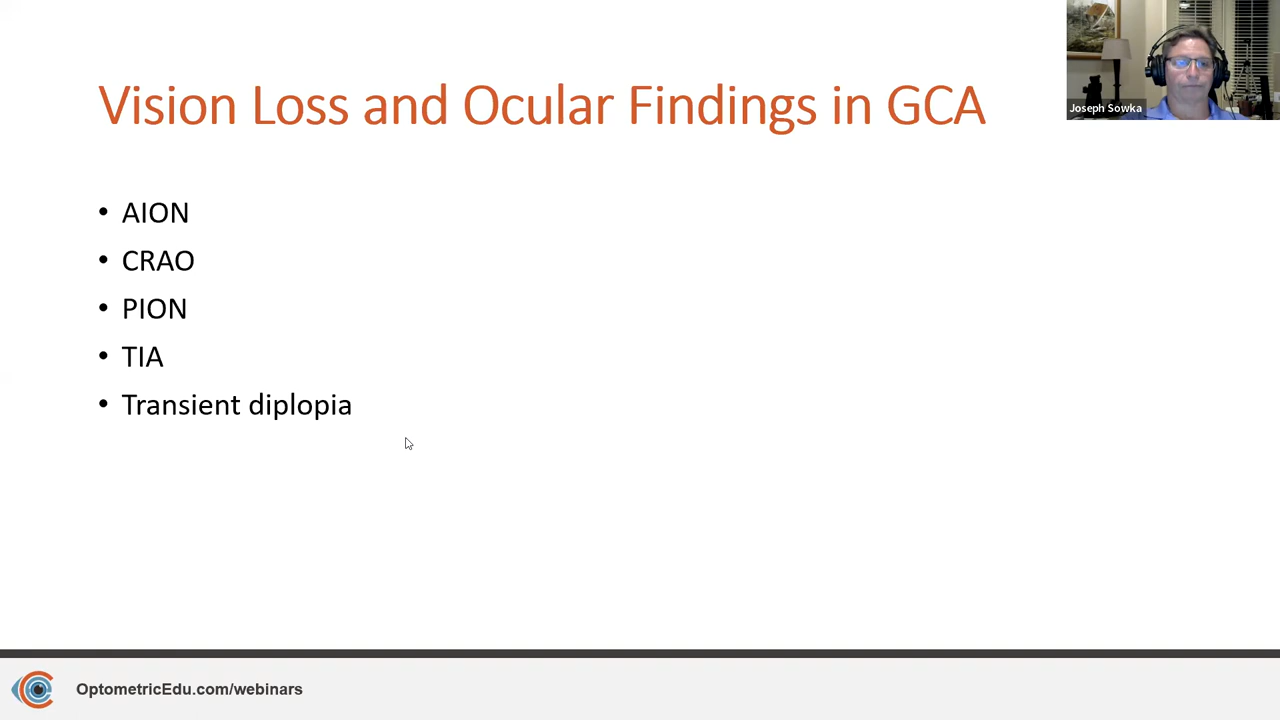 Vision Loss and Ocular Findings in GCA
Joseph Sowka
• AION
• CRAO
• PION
• TIA
• Transient diplopia
OptometricEdu.com/webinars